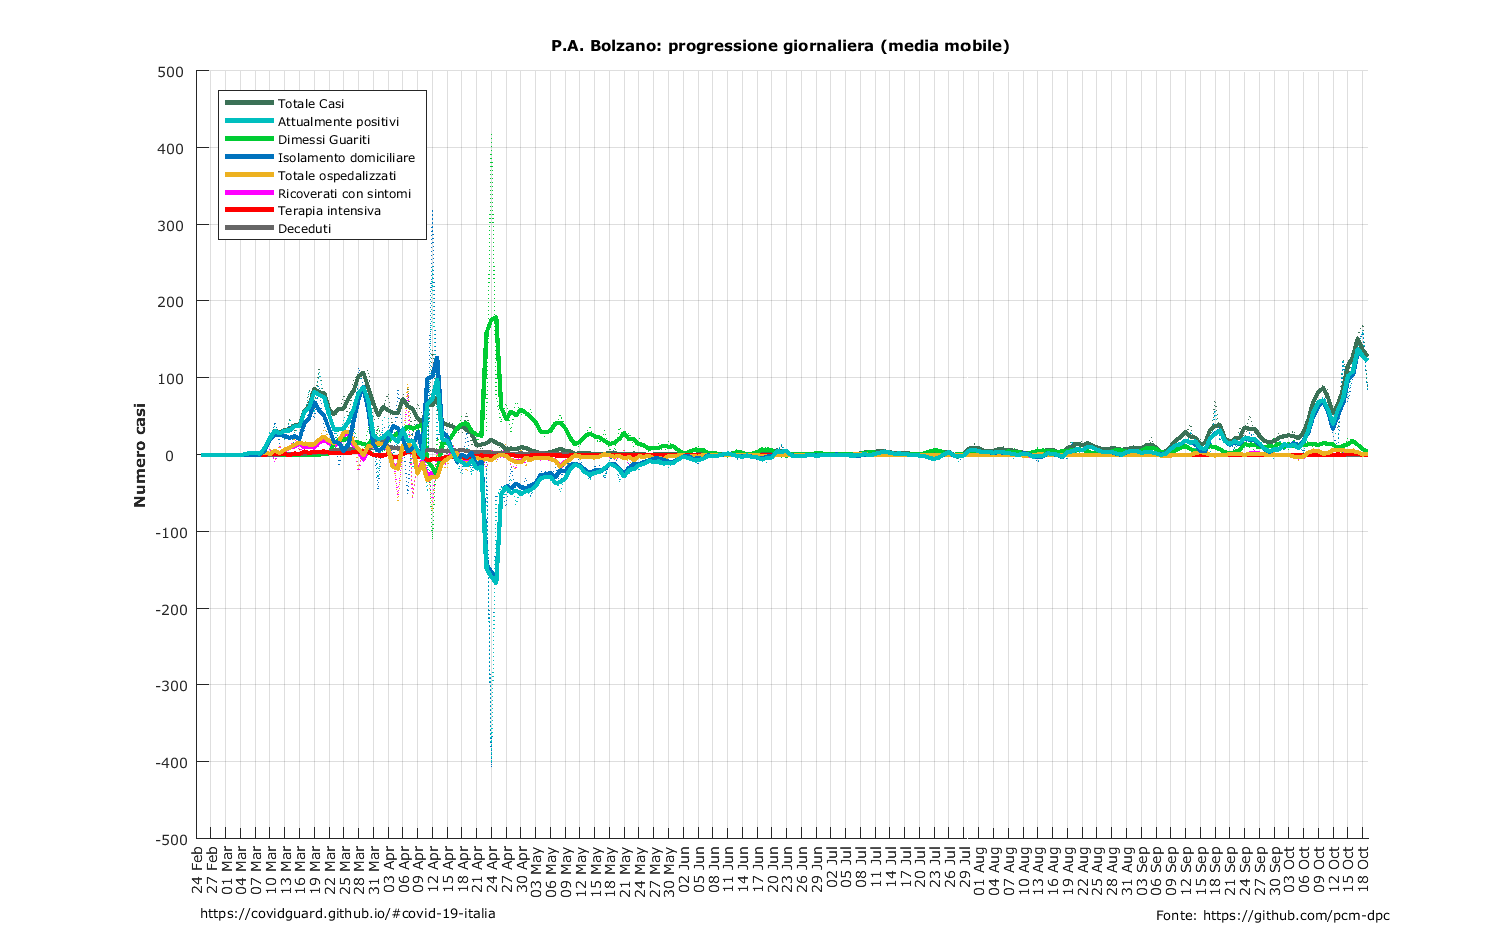 P.A. Bolzano: progressione giornaliera (media mobile)
500
400
300
200
100
0
-100
-200
-300
-400
-500
Numero casi
Totale Casi
Attualmente positivi
Dimessi Guariti
Isolamento domiciliare
Totale ospedalizzati
Ricoverati con sintomi
Terapia intensiva
Deceduti
24 Feb
27 Feb
01 Mar
04 Mar
07 Mar
10 Mar
13 Mar
16 Mar
19 Mar
22 Mar
25 Mar
28 Mar
31 Mar
03 Apr
06 Apr
09 Apr
12 Apr
15 Apr
18 Apr
21 Apr
24 Apr
27 Apr
30 Apr
03 May
06 May
09 May
12 May
15 May
18 May
21 May
24 May
27 May
30 May
02 Jun
05 Jun
08 Jun
11 Jun
14 Jun
17 Jun
20 Jun
23 Jun
26 Jun
29 Jun
02 Jul
05 Jul
08 Jul
11 Jul
14 Jul
17 Jul
20 Jul
23 Jul
26 Jul
29 Jul
01 Aug
04 Aug
07 Aug
10 Aug
13 Aug
16 Aug
19 Aug
22 Aug
25 Aug
28 Aug
31 Aug
03 Sep
06 Sep
09 Sep
12 Sep
15 Sep
18 Sep
21 Sep
24 Sep
27 Sep
30 Sep
03 Oct
06 Oct
09 Oct
12 Oct
15 Oct
18 Oct
https://covidguard.github.io/#covid-19-italia
Fonte: https://github.com/pcm-dpc